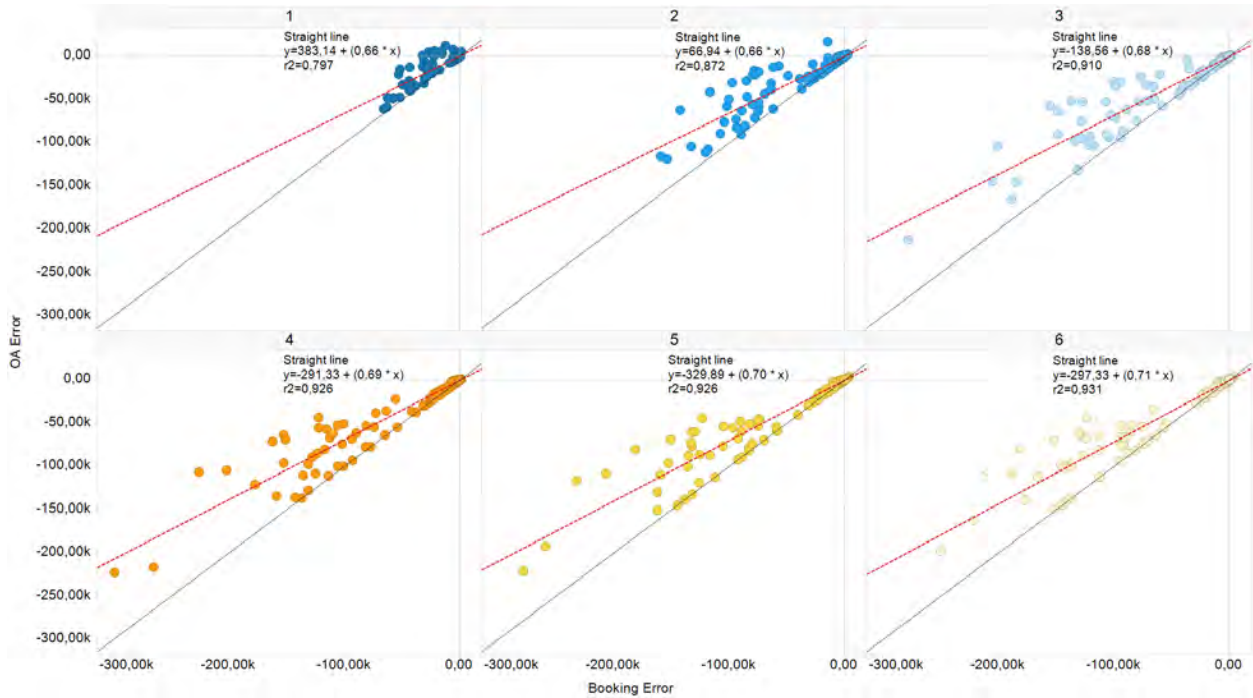 1
2
3
Straight line
y=383,14 + (0,66 * x)
r2=0.797
Straight line
y=66,94 + (0,66 * x)
r2=0,872
Straight line
y=-138,56 + (0,68 * x)
r2=0,910
0,00
-50,00k
-100,00k
-150,00k
-200,00k
-250,00k
-300,00k
OA Error
4
5
6
Straight line
y=-291,33 + (0,69 * x)
r2=0,926
Straight line
y=-329,89 + (0,70 * x)
r2=0,926
Straight line
y=-297,33 + (0,71 * x)
r2=0,931
0,00
-50,00k
-100,00k
-150,00k
-200,00k
-250,00k
-300,00k
-300,00k -200,00k -100,00k 0,00
-100,00k 0,00
-300,00k -200,00k -100,00k 0,00
Booking Error